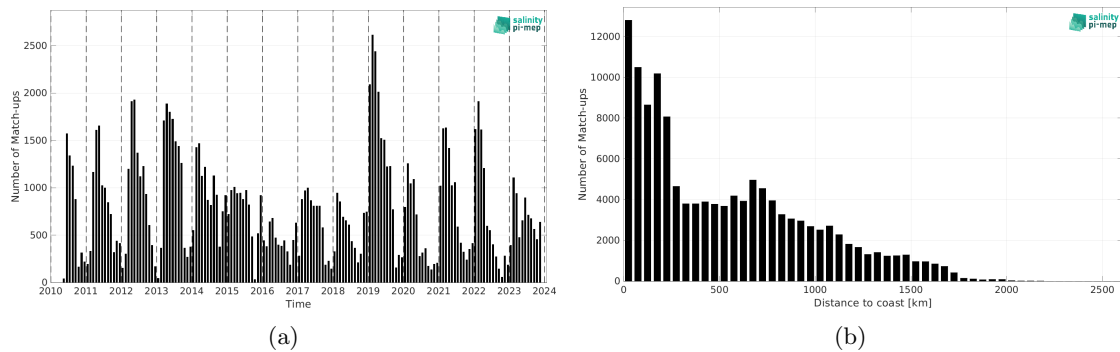 salinity
pi-mep
Number of Match-ups
2500
2000
1500
1000
500
0
2010 2011 2012 2013 2014 2015 2016 2017 2018 2019 2020 2021 2022 2023 2024
Time
(a)
salinity
pi-mep
Number of Match-ups
12000
10000
8000
6000
4000
2000
0
0 500 1000 1500 2000 2500
Distance to coast [km]
(b)